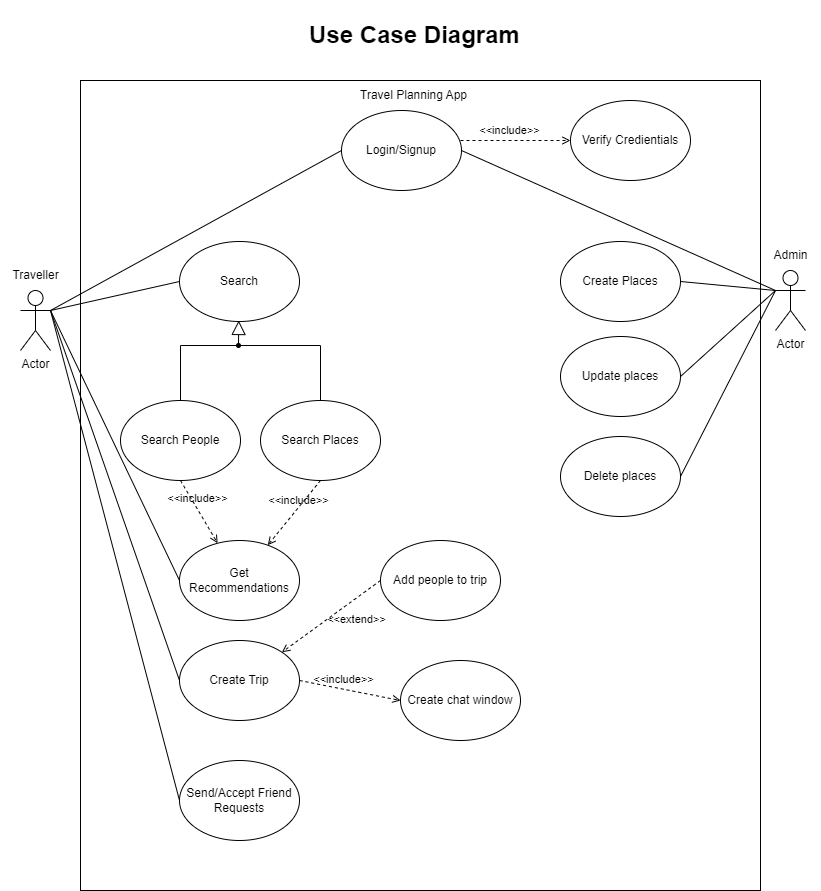 Use Case Diagram
Travel Planning App
Login/Signup
<<include>>
Verify Credentials
Traveller
Actor
Admin
Actor
Search
Create Places
Update places
Search People
Search Places
Delete places
<<include>>
<<include>>
Get
Recommendations
Add people to trip
<<extend>>
Create Trip
<<include>>
Create chat window
Send/Accept Friend
Requests